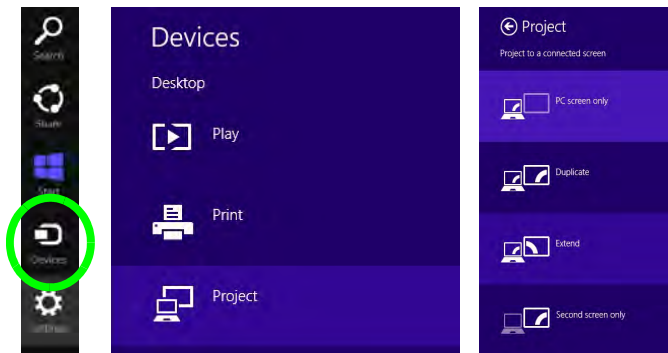 Search
Share
Start
Devices
Settings
Devices
Desktop
Play
Print
Project
Project
Project to a connected screen
PC screen only
Duplicate
Extend
Second screen only